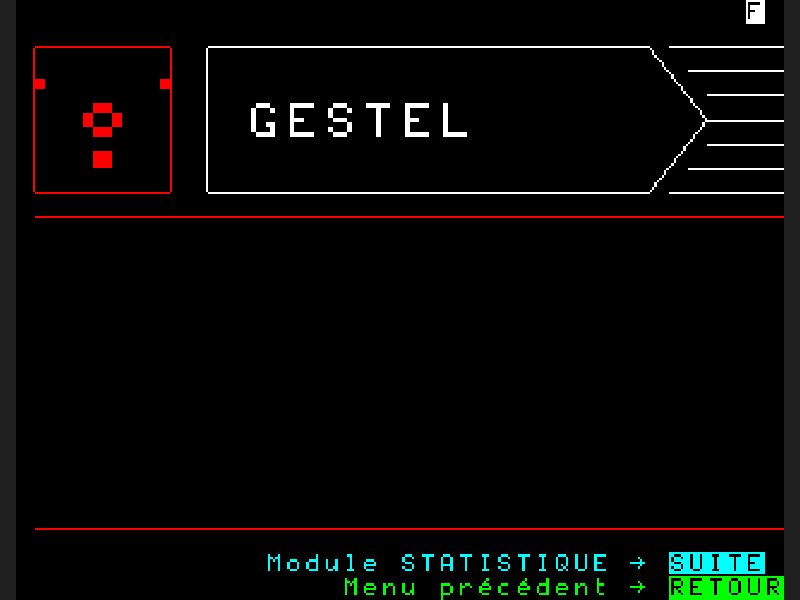 F
GESTEL
Module STATISTIQUE → SUITE
Menu précédent → RETOUR